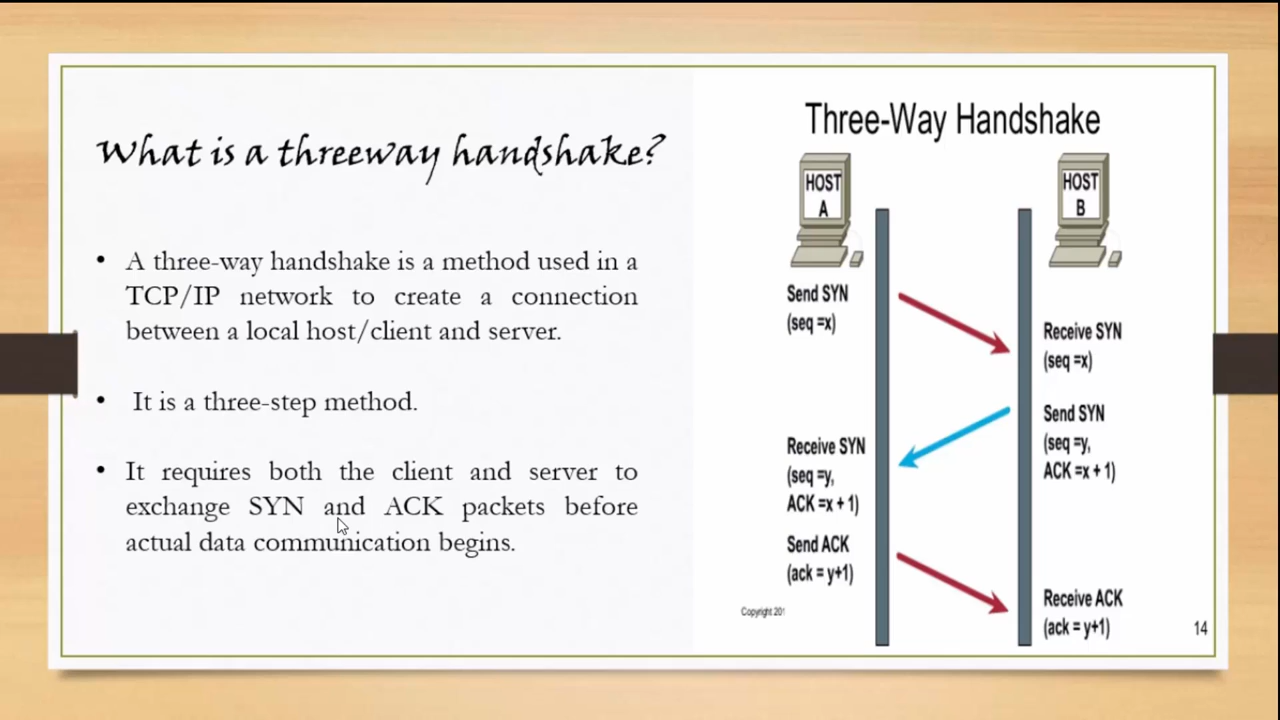 What is a threeway handshake?
• A three-way handshake is a method used in a
TCP/IP network to create a connection
between a local host/client and server.
• It is a three-step method.
• It requires both the client and server to
exchange SYN and ACK packets before
actual data communication begins.
Three-Way Handshake
HOST
A
HOST
B
Send SYN
(seq =x)
Receive SYN
(seq =x)
Send SYN
(seq =y,
ACK =x + 1)
Receive SYN
(seq =y,
ACK =x + 1)
Send ACK
(ack = y+1)
Receive ACK
(ack = y+1)
Copyright 201
14